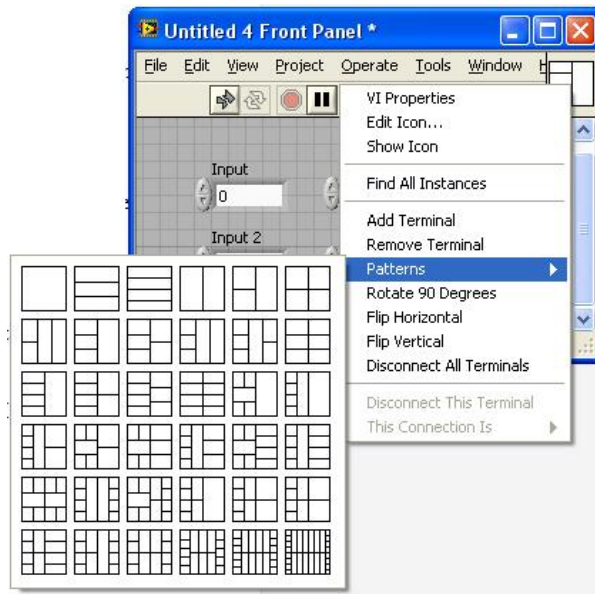 Untitled 4 Front Panel *
File Edit View Project Operate Tools Window H
VI Properties
Edit Icon...
Show Icon
Find All Instances
Add Terminal
Remove Terminal
Patterns
Rotate 90 Degrees
Flip Horizontal
Flip Vertical
Disconnect All Terminals
Disconnect This Terminal
This Connection Is
Input
0
Input 2